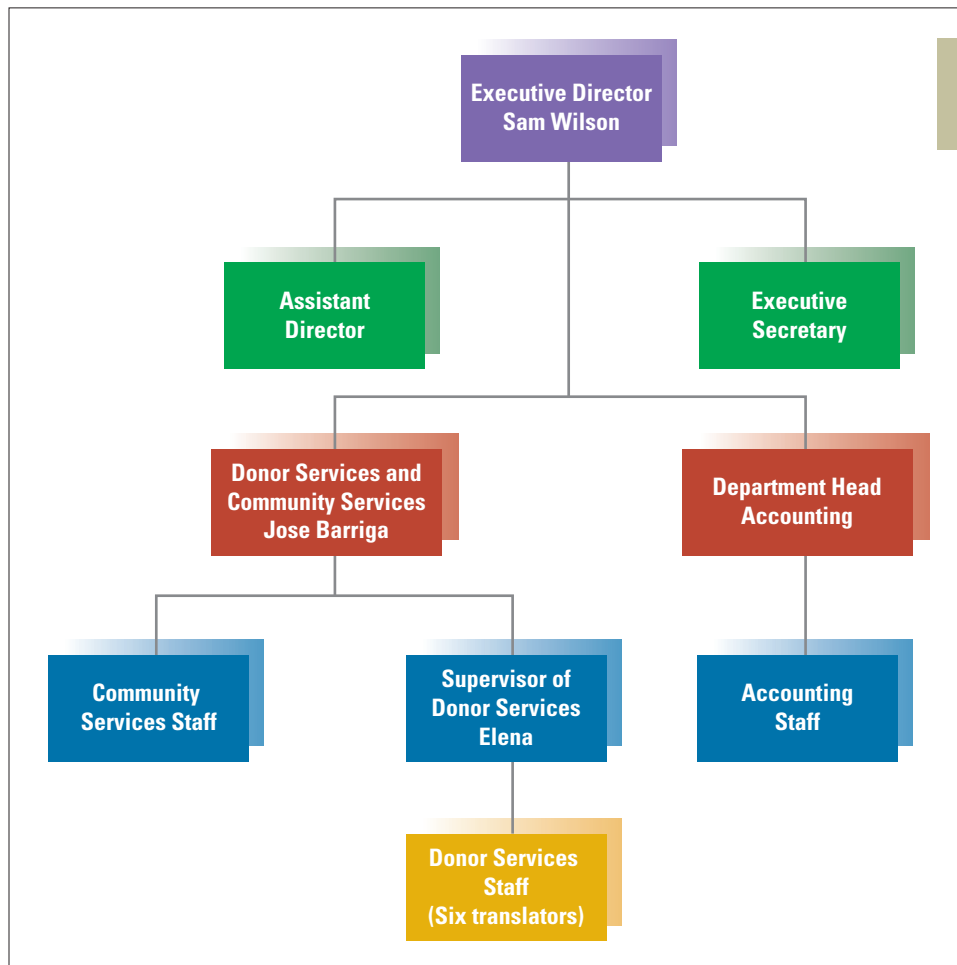 Executive Director
Sam Wilson
Assistant
Director
Executive
Secretary
Donor Services and
Community Services
Jose Barriga
Department Head
Accounting
Community
Services Staff
Supervisor of
Donor Services
Elena
Accounting
Staff
Donor Services
Staff
(Six translators)